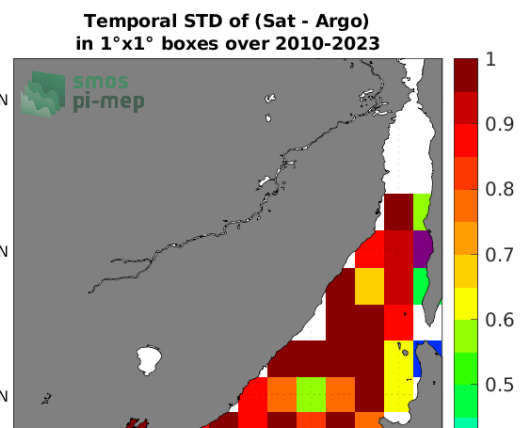 Temporal STD of (Sat - Argo)
in 1°x1° boxes over 2010-2023
smos
pi-mep
N
N
N
1
0.9
0.8
0.7
0.6
0.5